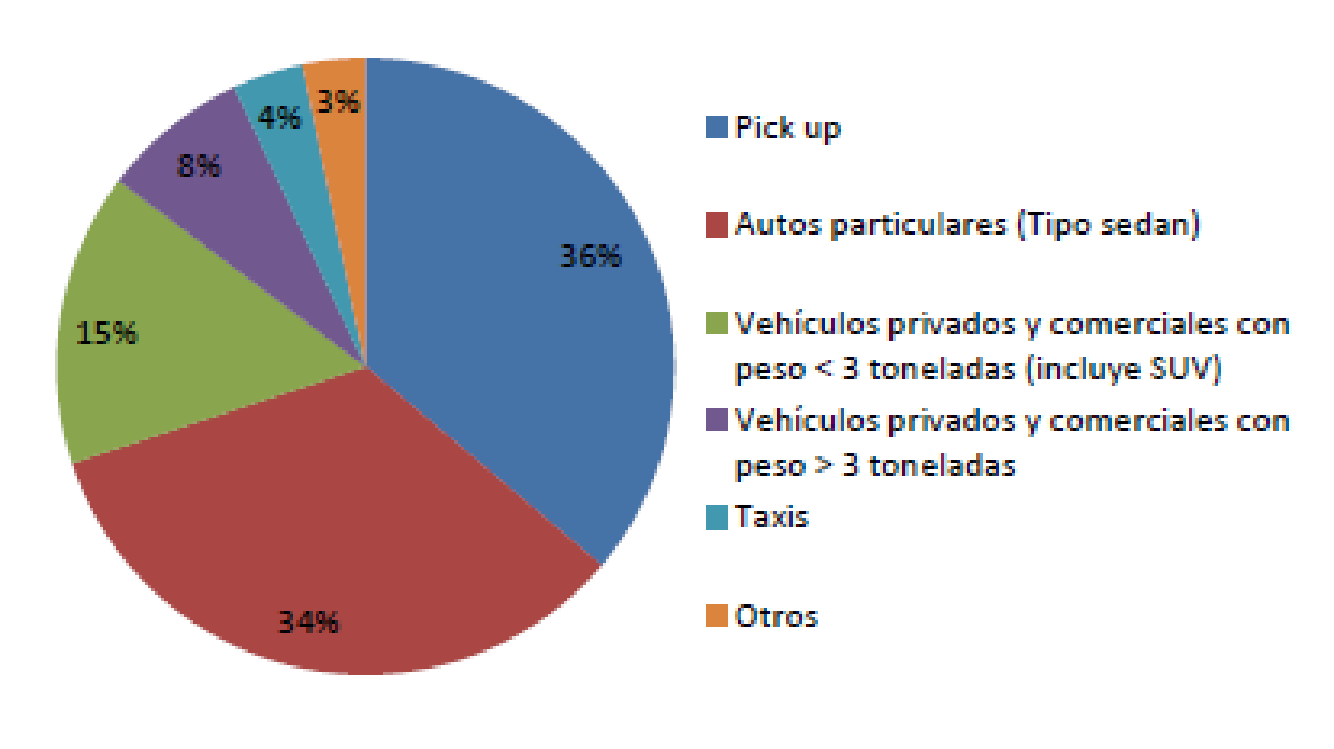 3%
4%
8%
36%
15%
34%
Pick up
Autos particulares (Tipo sedan)
Vehículos privados y comerciales con
peso < 3 toneladas (incluye SUV)
Vehículos privados y comerciales con
peso > 3 toneladas
Taxis
Otros